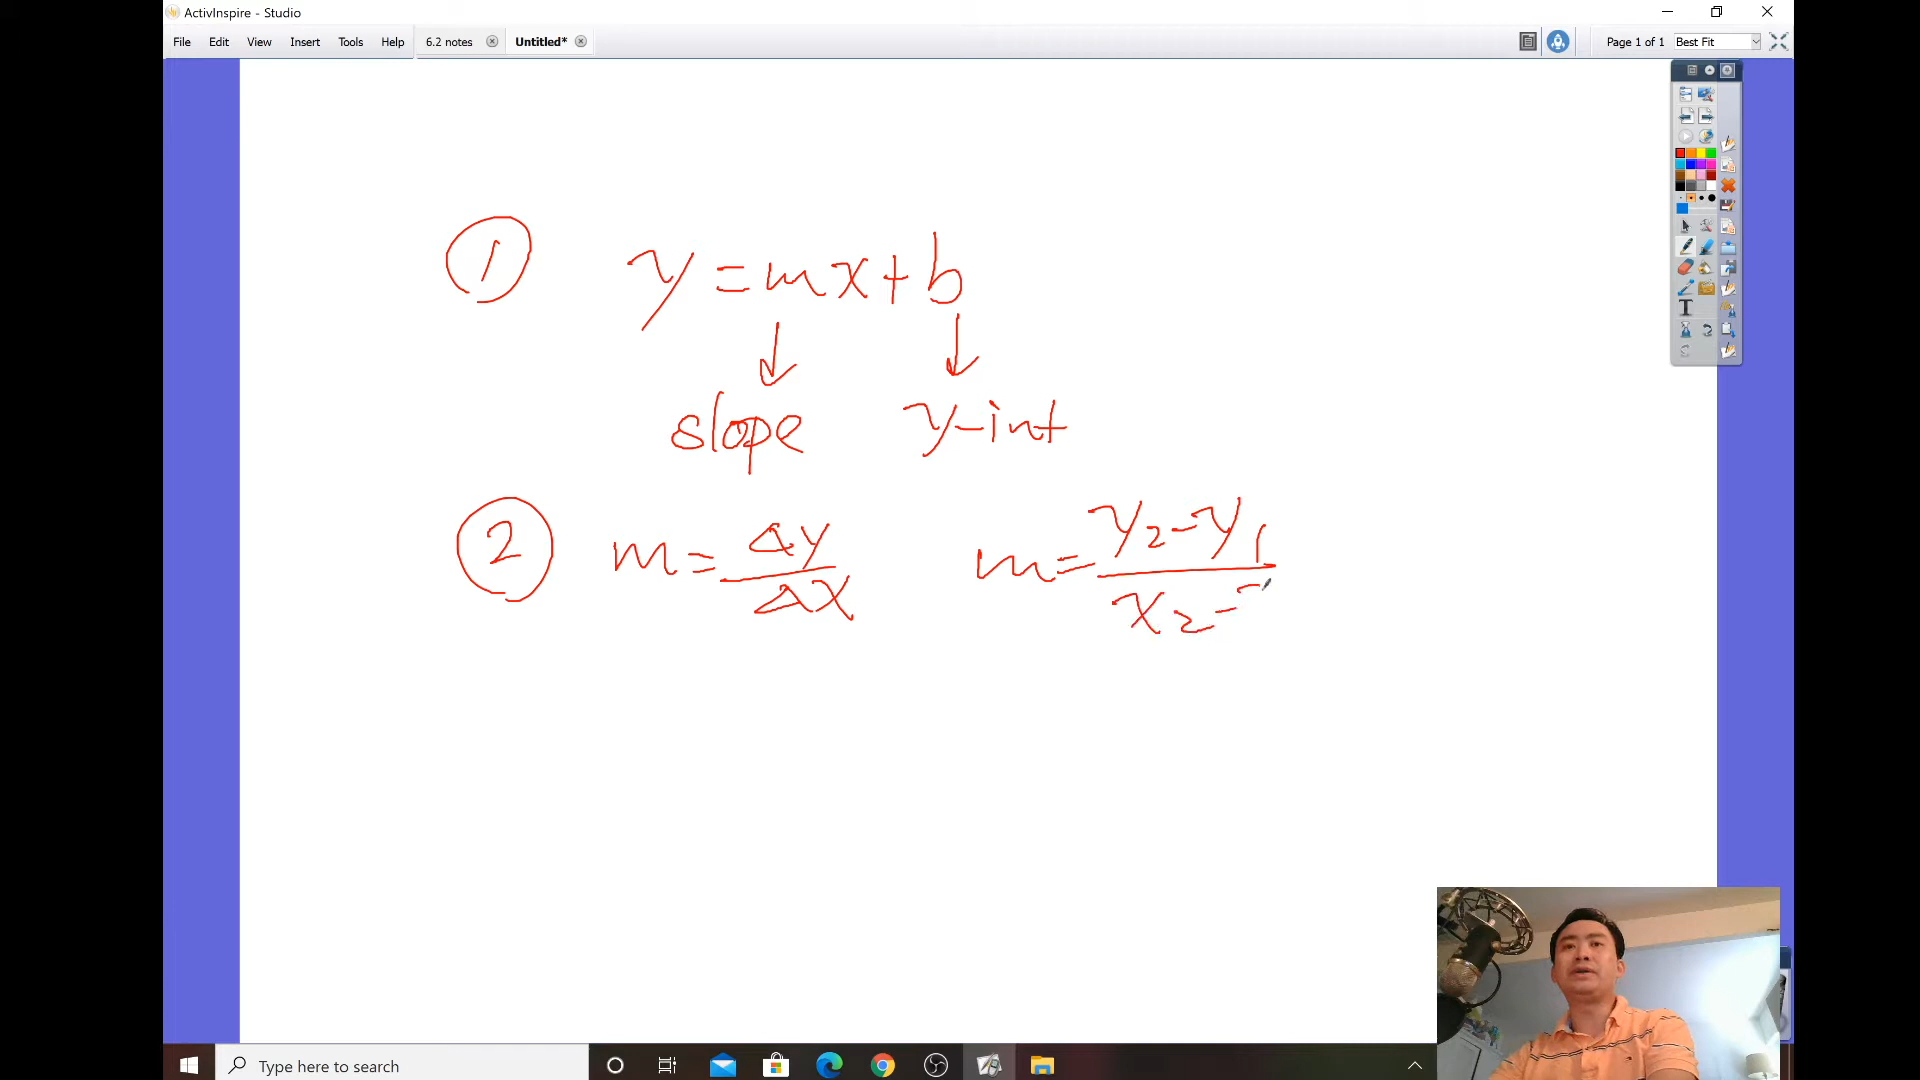 ActivInspire - Studio
File Edit View Insert Tools Help 6.2 notes Untitled* Page 1 of 1 Best Fit
① y = mx + b
slope y-int
② m = Δy/Δx m = y₂-y₁/x₂-
Type here to search